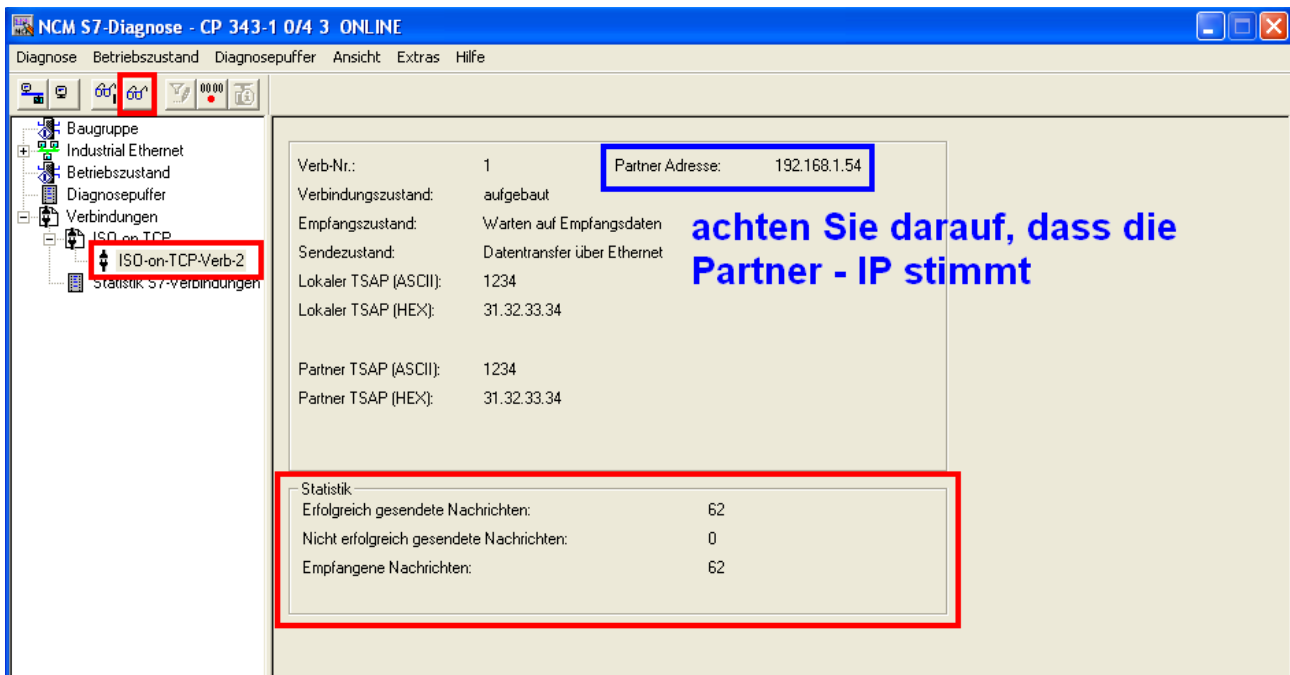 NCM S7-Diagnose - CP 343-1 0/4 3 ONLINE
Diagnose Betriebszustand Diagnosepuffer Ansicht Extras Hilfe
Baugruppe
Industrial Ethernet
Betriebszustand
Diagnosepuffer
Verbindungen
ISO-on-TCP
ISO-on-TCP-Verb-2
Statistik S7-Verbindungen
Verb-Nr.: 1 Partner Adresse: 192.168.1.54
Verbindungszustand: aufgebaut
Empfangszustand: Warten auf Empfangsdaten
Sendezustand: Datentransfer über Ethernet
Lokaler TSAP (ASCII): 1234
Lokaler TSAP (HEX): 31.32.33.34
Partner TSAP (ASCII): 1234
Partner TSAP (HEX): 31.32.33.34
achten Sie darauf, dass die
Partner - IP stimmt
Statistik
Erfolgreich gesendete Nachrichten: 62
Nicht erfolgreich gesendete Nachrichten: 0
Empfangene Nachrichten: 62